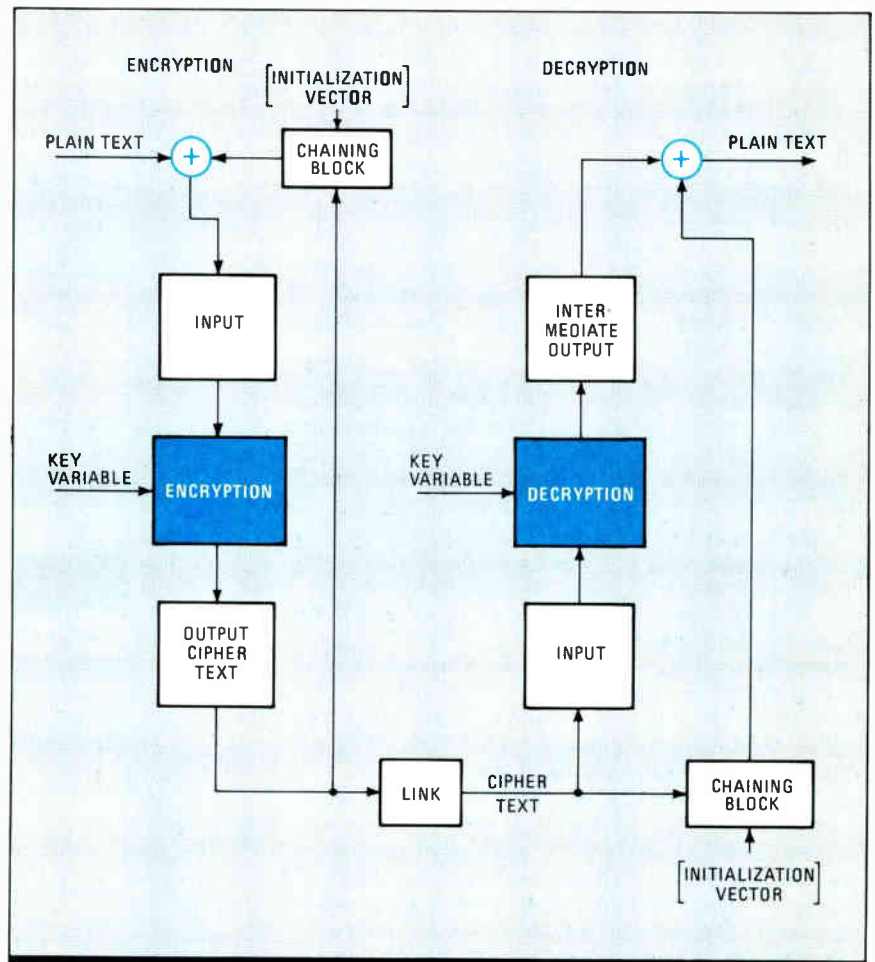 ENCRYPTION
[INITIALIZATION
VECTOR]
PLAIN TEXT
+
CHAINING
BLOCK
INPUT
KEY
VARIABLE
ENCRYPTION
OUTPUT
CIPHER
TEXT
LINK
CIPHER
TEXT
DECRYPTION
PLAIN TEXT
+
INTER-
MEDIATE
OUTPUT
KEY
VARIABLE
DECRYPTION
INPUT
CHAINING
BLOCK
[INITIALIZATION
VECTOR]